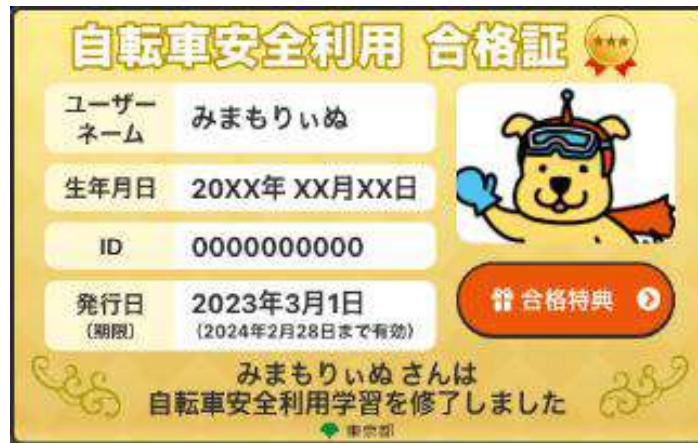 自転車安全利用 合格証
ユーザー
ネーム
みまもりぃぬ
生年月日
20XX年 XX月XX日
ID
0000000000
発行日
(期限)
2023年3月1日
(2024年2月28日まで有効)
合格特典
みまもりぃぬ さんは
自転車安全利用学習を修了しました
東京都